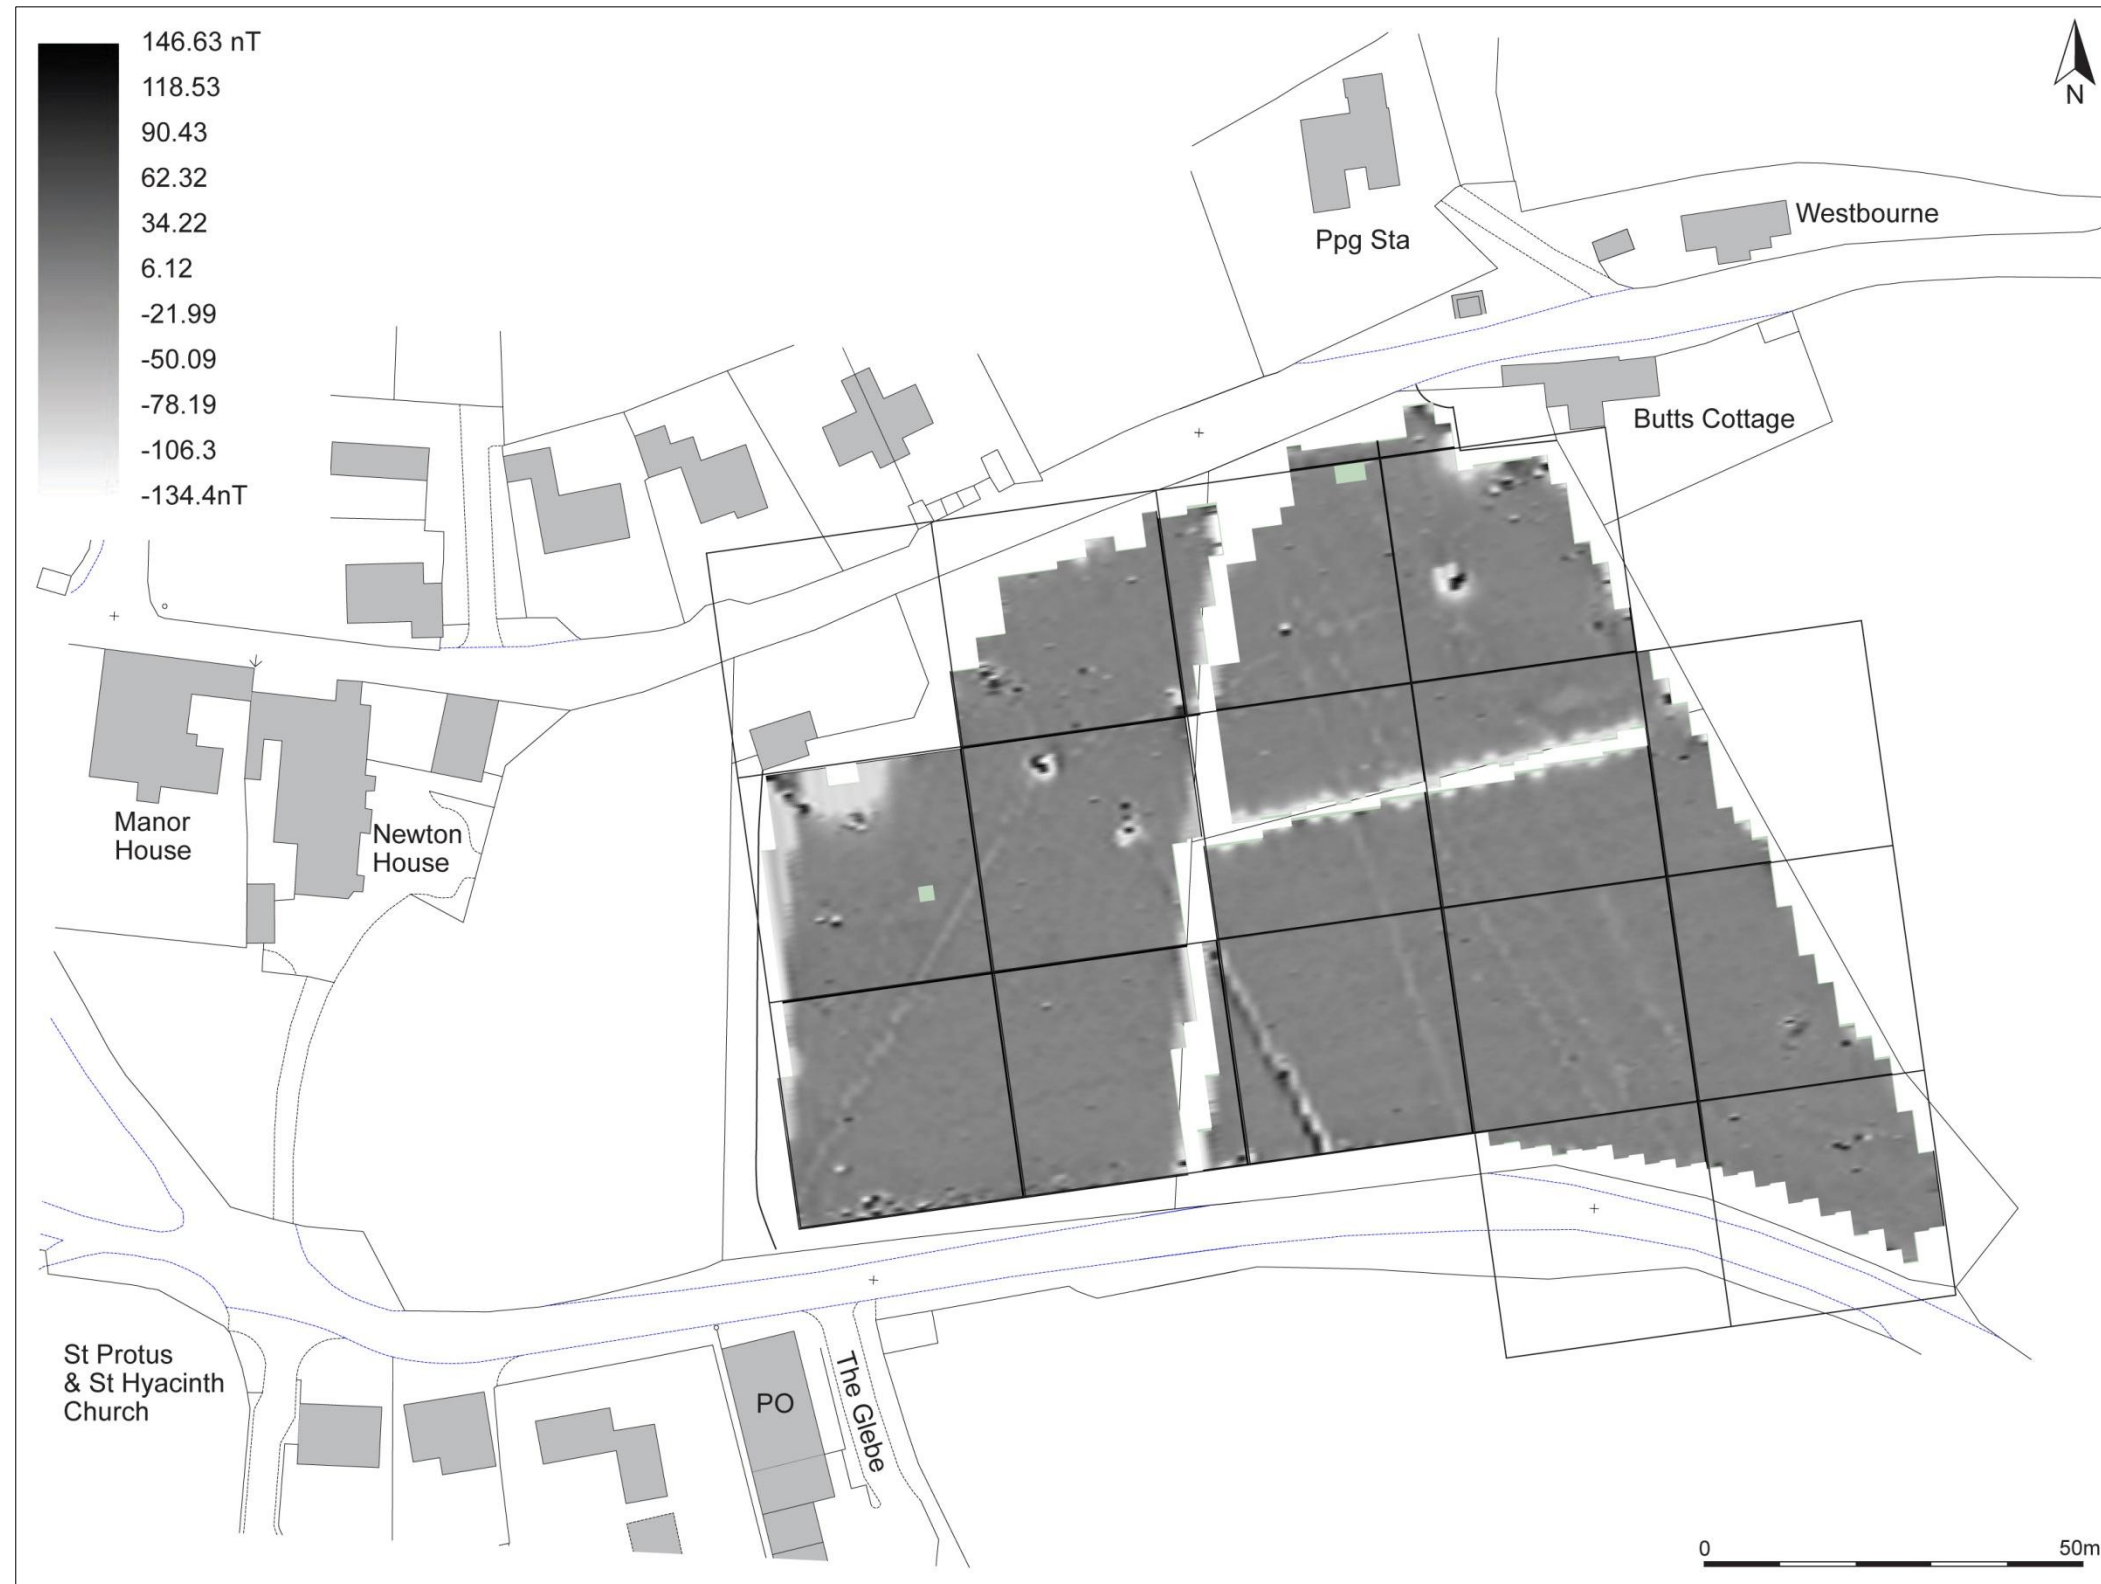 146.63 nT
118.53
90.43
62.32
34.22
6.12
-21.99
-50.09
-78.19
-106.3
-134.4nT
N
Westbourne
Ppg Sta
Butts Cottage
Manor
House
Newton
House
St Protus
& St Hyacinth
Church
PO
The Glebe
0
50m